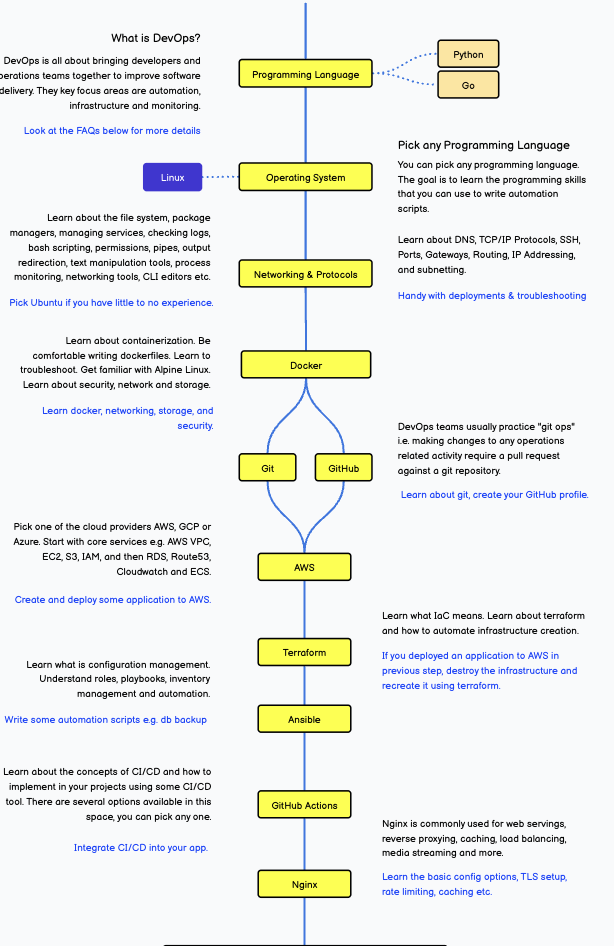 What is DevOps?
DevOps is all about bringing developers and
operations teams together to improve software
delivery. They key focus areas are automation,
infrastructure and monitoring.
Look at the FAQs below for more details
Programming Language
Python
Go
Pick any Programming Language
You can pick any programming language.
The goal is to learn the programming skills
that you can use to write automation
scripts.
Linux
Operating System
Learn about the file system, package
managers, managing services, checking logs,
bash scripting, permissions, pipes, output
redirection, text manipulation tools, process
monitoring, networking tools, CLI editors etc.
Pick Ubuntu if you have little to no experience.
Networking & Protocols
Learn about DNS, TCP/IP Protocols, SSH,
Ports, Gateways, Routing, IP Addressing,
and subnetting.
Handy with deployments & troubleshooting
Learn about containerization. Be
comfortable writing dockerfiles. Learn to
troubleshoot. Get familiar with Alpine Linux.
Learn about security, network and storage.
Learn docker, networking, storage, and
security.
Docker
Git
GitHub
DevOps teams usually practice "git ops"
i.e. making changes to any operations
related activity require a pull request
against a git repository.
Learn about git, create your GitHub profile.
Pick one of the cloud providers AWS, GCP or
Azure. Start with core services e.g. AWS VPC,
EC2, S3, IAM, and then RDS, Route53,
Cloudwatch and ECS.
Create and deploy some application to AWS.
AWS
Learn what IaC means. Learn about terraform
and how to automate infrastructure creation.
If you deployed an application to AWS in
previous step, destroy the infrastructure and
recreate it using terraform.
Terraform
Learn what is configuration management.
Understand roles, playbooks, inventory
management and automation.
Write some automation scripts e.g. db backup
Ansible
Learn about the concepts of CI/CD and how to
implement in your projects using some CI/CD
tool. There are several options available in this
space, you can pick any one.
Integrate CI/CD into your app.
GitHub Actions
Nginx is commonly used for web servings,
reverse proxying, caching, load balancing,
media streaming and more.
Learn the basic config options, TLS setup,
rate limiting, caching etc.
Nginx